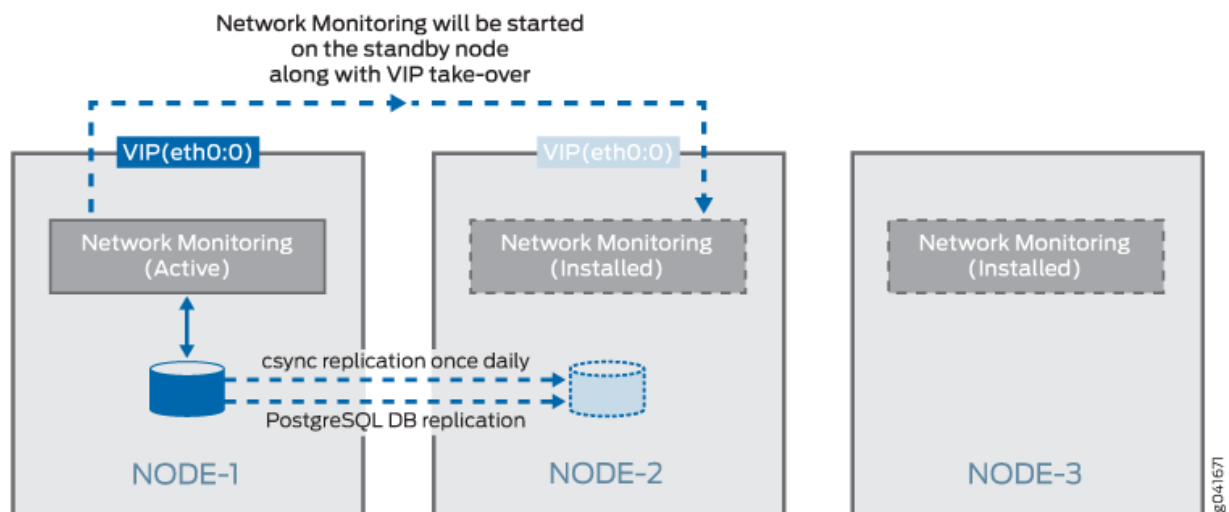 Network Monitoring will be started
on the standby node
along with VIP take-over
VIP(eth0:0)
VIP(eth0:0)
Network Monitoring
(Active)
Network Monitoring
(Installed)
Network Monitoring
(Installed)
csync replication once daily
PostgreSQL DB replication
NODE-1
NODE-2
NODE-3
g041671